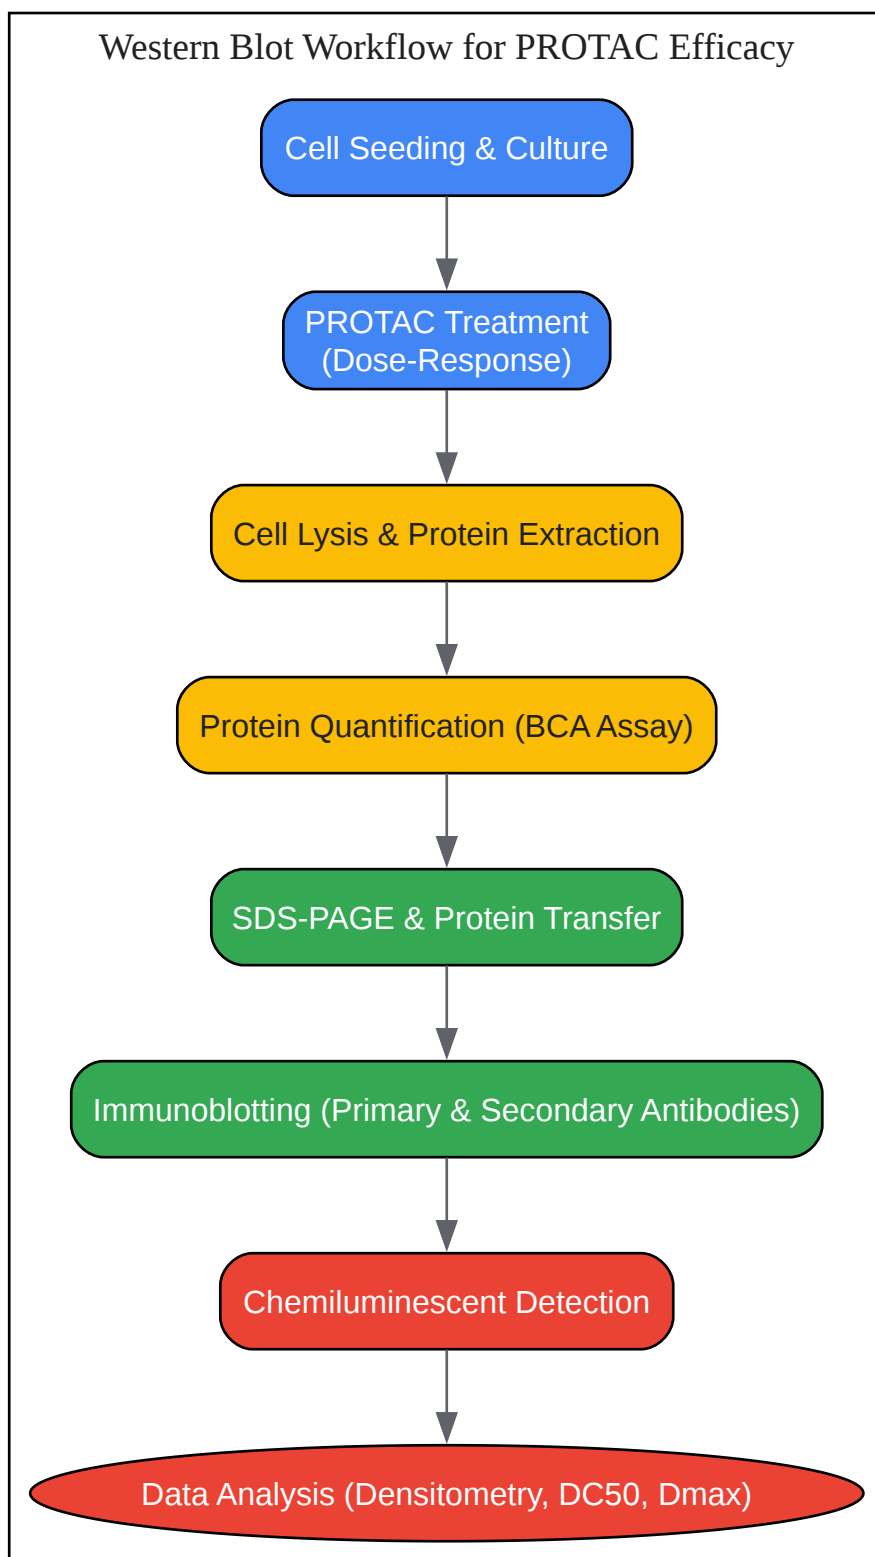 Western Blot Workflow for PROTAC Efficacy
Cell Seeding & Culture
PROTAC Treatment
(Dose-Response)
Cell Lysis & Protein Extraction
Protein Quantification (BCA Assay)
SDS-PAGE & Protein Transfer
Immunoblotting (Primary & Secondary Antibodies)
Chemiluminescent Detection
Data Analysis (Densitometry, DC50, Dmax)